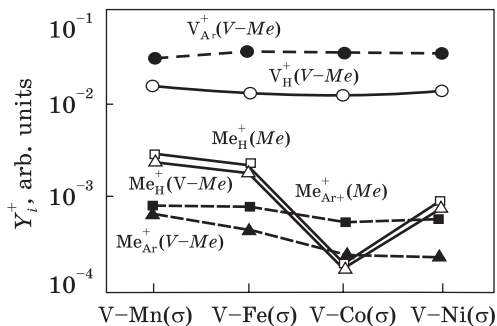 10⁻¹
V⁺Ar(V-Me)
V⁺H(V-Me)
10⁻²
Me⁺H(Me)
Me⁺H(V-Me)
Me⁺Ar+(Me)
10⁻³
Me⁺Ar(V-Me)
10⁻⁴
Y⁺i, arb. units
V-Mn(σ) V-Fe(σ) V-Co(σ) V-Ni(σ)